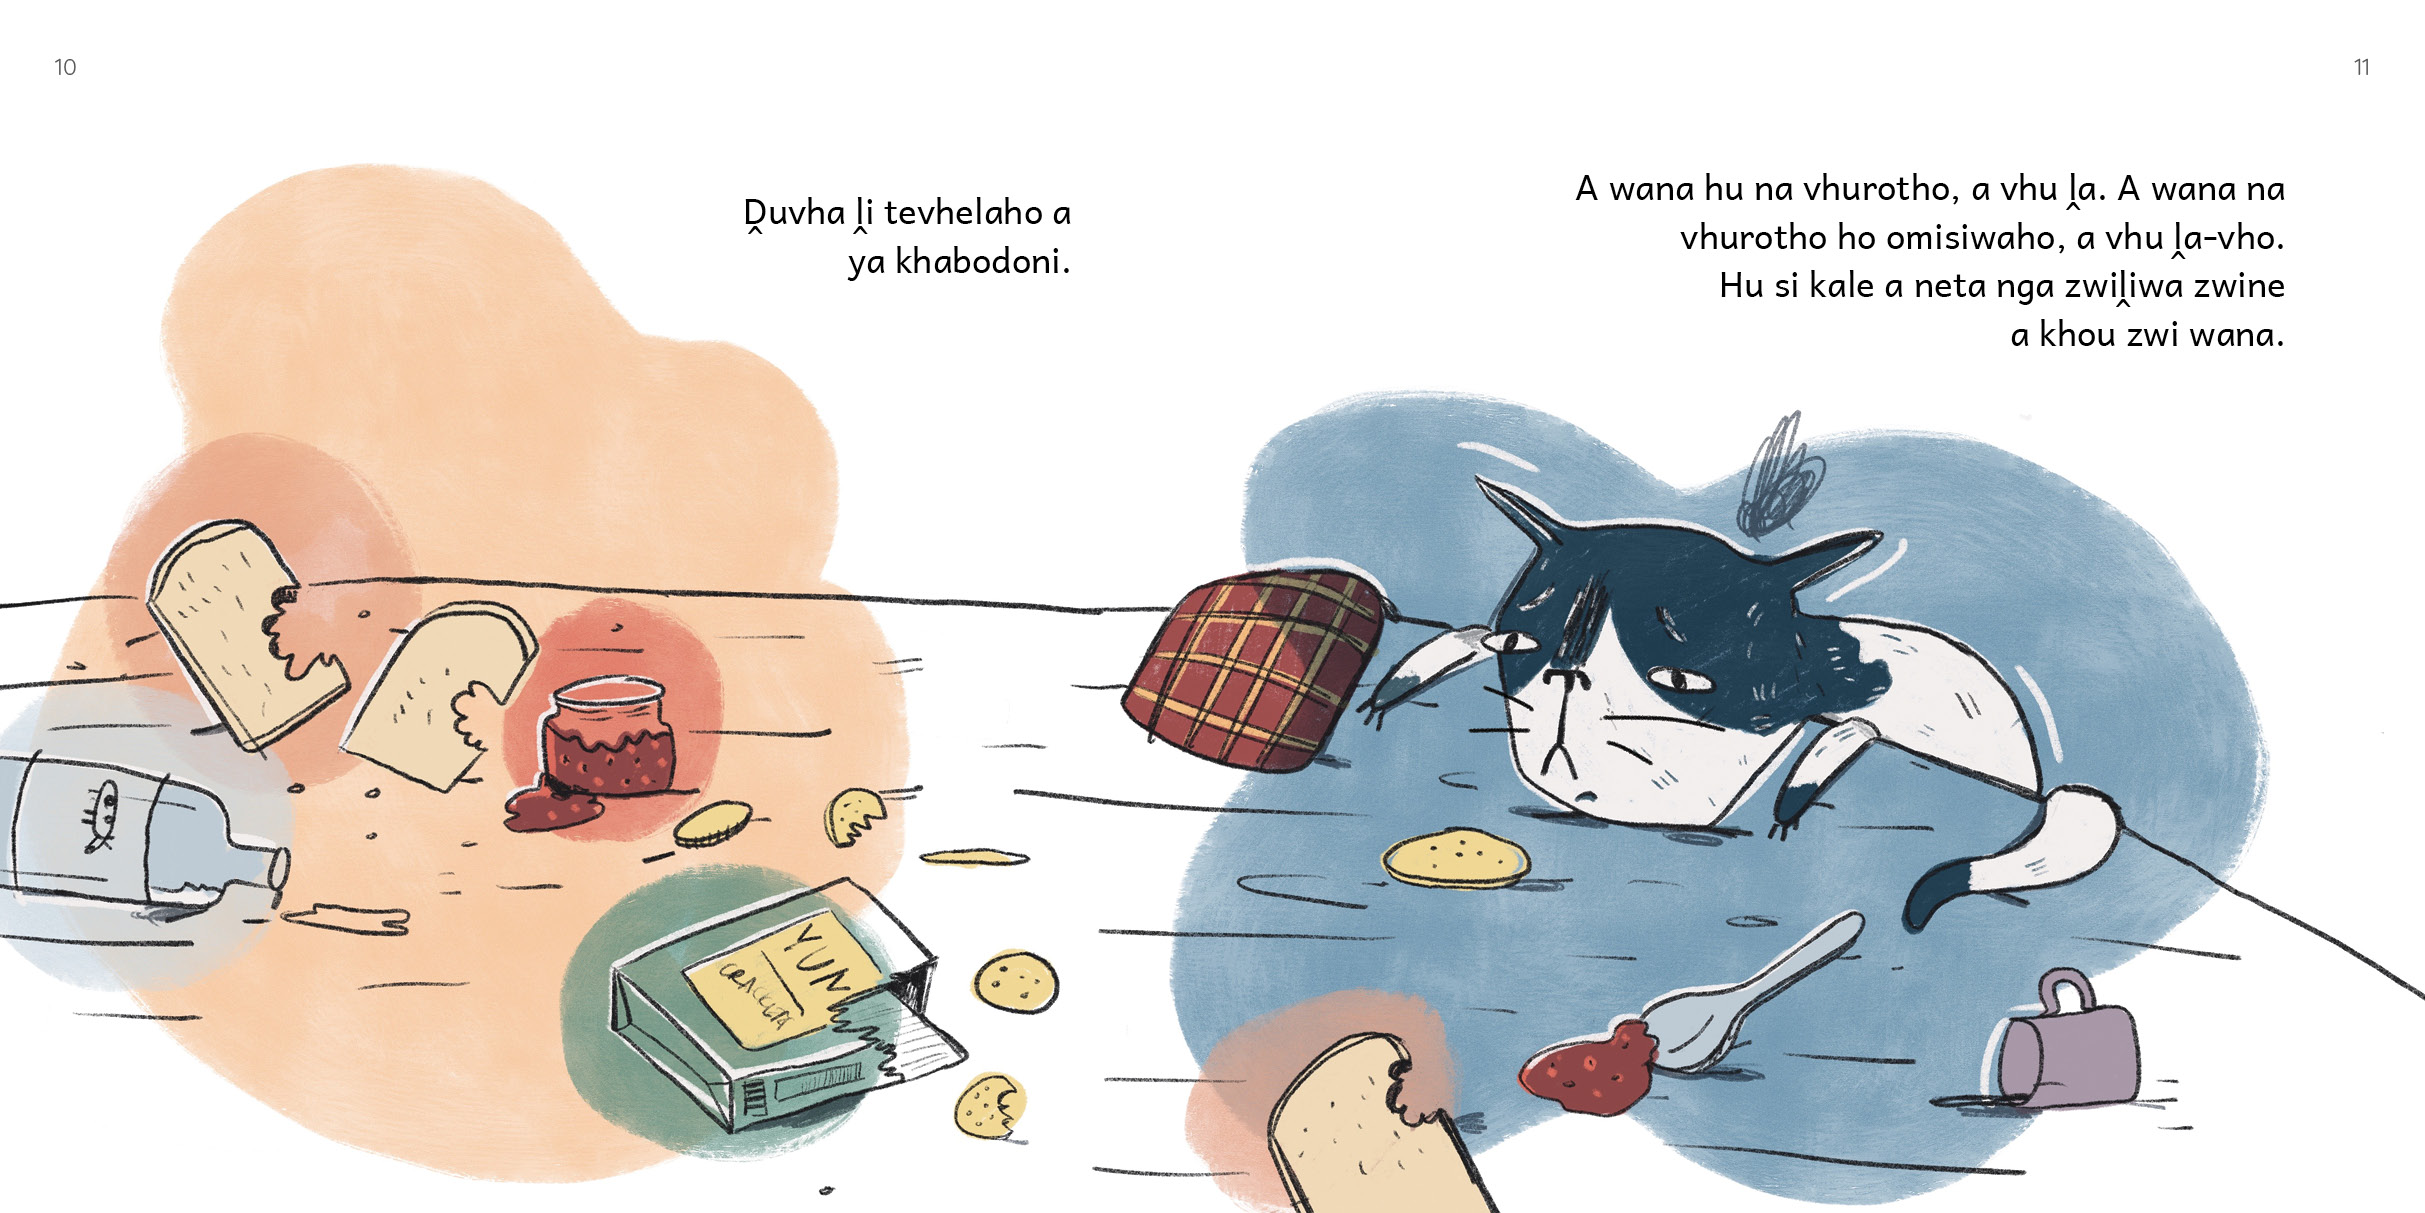 10
Ḓuvha ḽi tevhelaho a
ya khabodoni.
YUM
CRACKERS
11
A wana hu na vhurotho, a vhu ḽa. A wana na
vhurotho ho omisiwaho, a vhu ḽa-vho.
Hu si kale a neta nga zwiḽiwa zwine
a khou zwi wana.